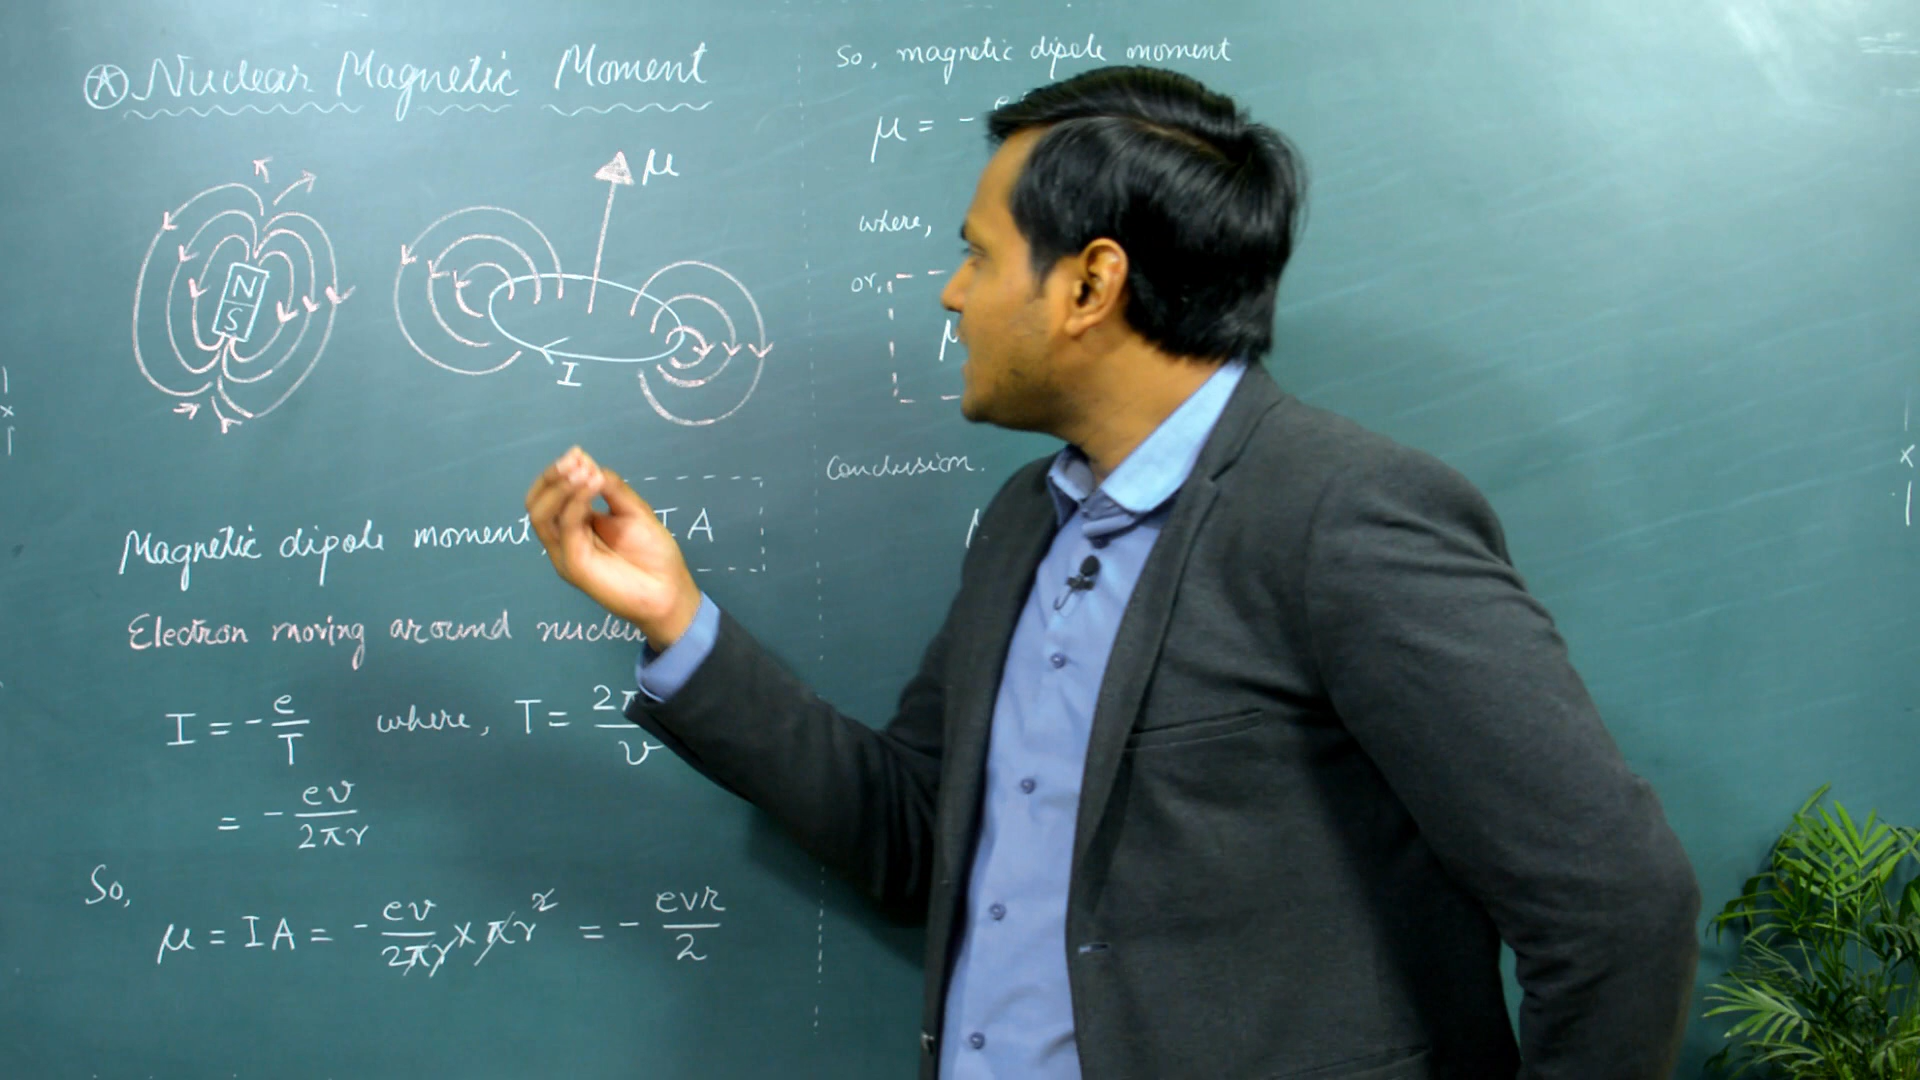 Ⓐ Nuclear Magnetic Moment
μ
N
S
I
Magnetic dipole moment, IA
Electron moving around
I = - e/T where, T = 2π / v
= - ev/2πr
So,
μ = IA = - ev/2πr × πr² = - evr/2
So, magnetic dipole moment
μ = -
where,
or,
μ
Conclusion.